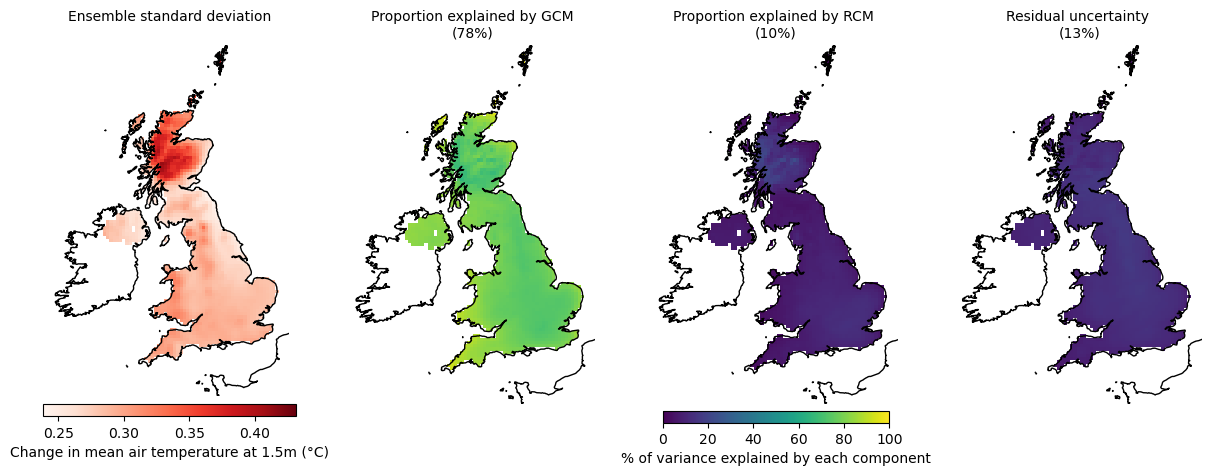 Ensemble standard deviation
Proportion explained by GCM
(78%)
Proportion explained by RCM
(10%)
Residual uncertainty
(13%)
0.25 0.30 0.35 0.40
Change in mean air temperature at 1.5m (°C)
0 20 40 60 80 100
% of variance explained by each component